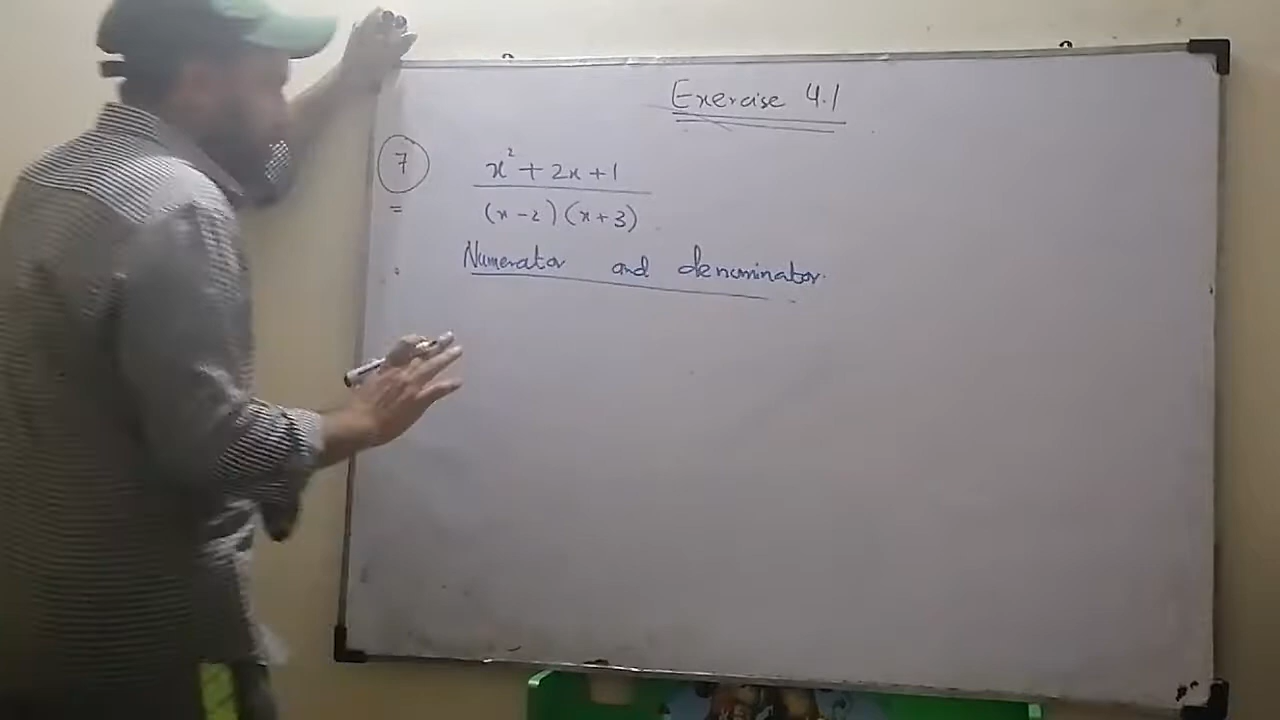 Exercise 4.1
7
x² + 2x + 1
(x - 2) (x + 3)
Numerator and denominator.